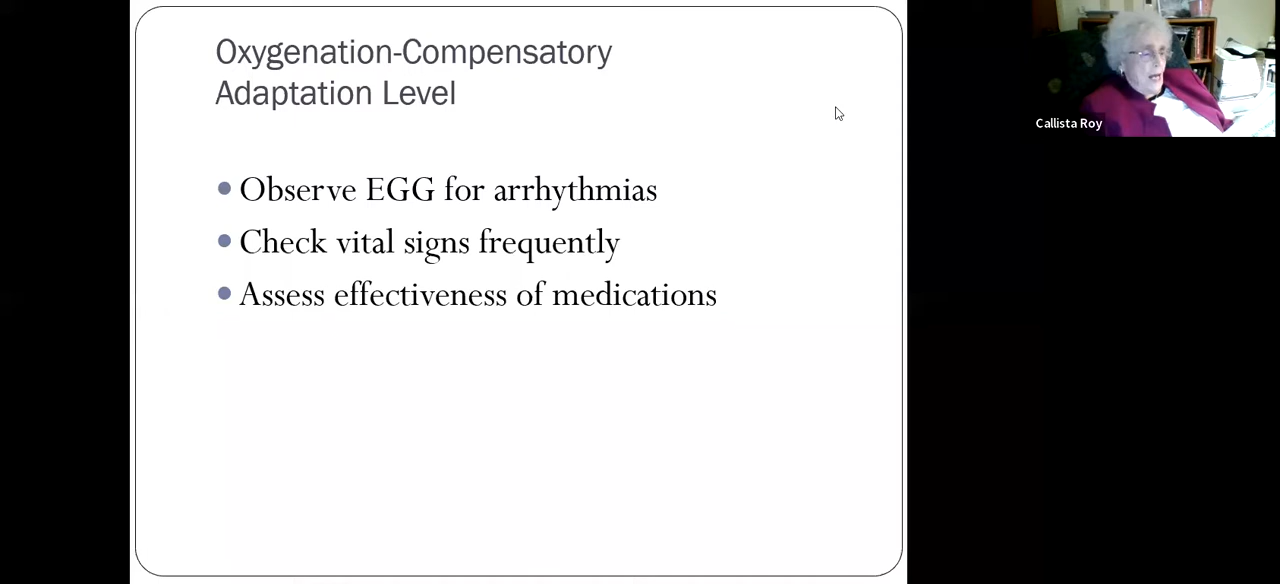 Oxygenation-Compensatory
Adaptation Level
Observe EGG for arrhythmias
Check vital signs frequently
Assess effectiveness of medications
Callista Roy